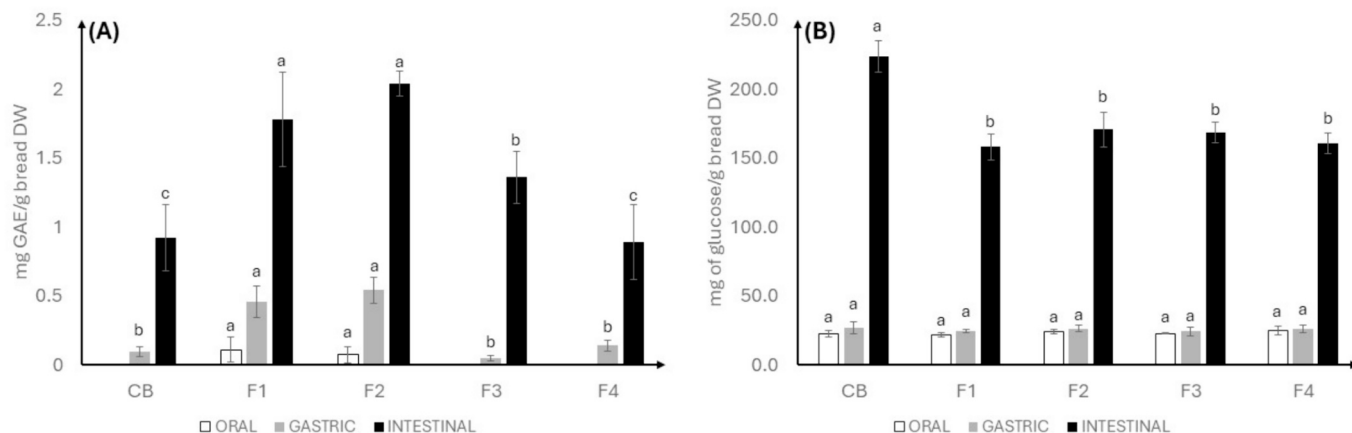 (A)
mg GAE/g bread DW
2.5
2
1.5
1
0.5
0
b c
a a a
a a a
b b
b c
CB F1 F2 F3 F4
ORAL GASTRIC INTESTINAL
(B)
mg of glucose/g bread DW
250.0
200.0
150.0
100.0
50.0
0.0
a a a
a a b
a a b
a a b
a a b
CB F1 F2 F3 F4
ORAL GASTRIC INTESTINAL